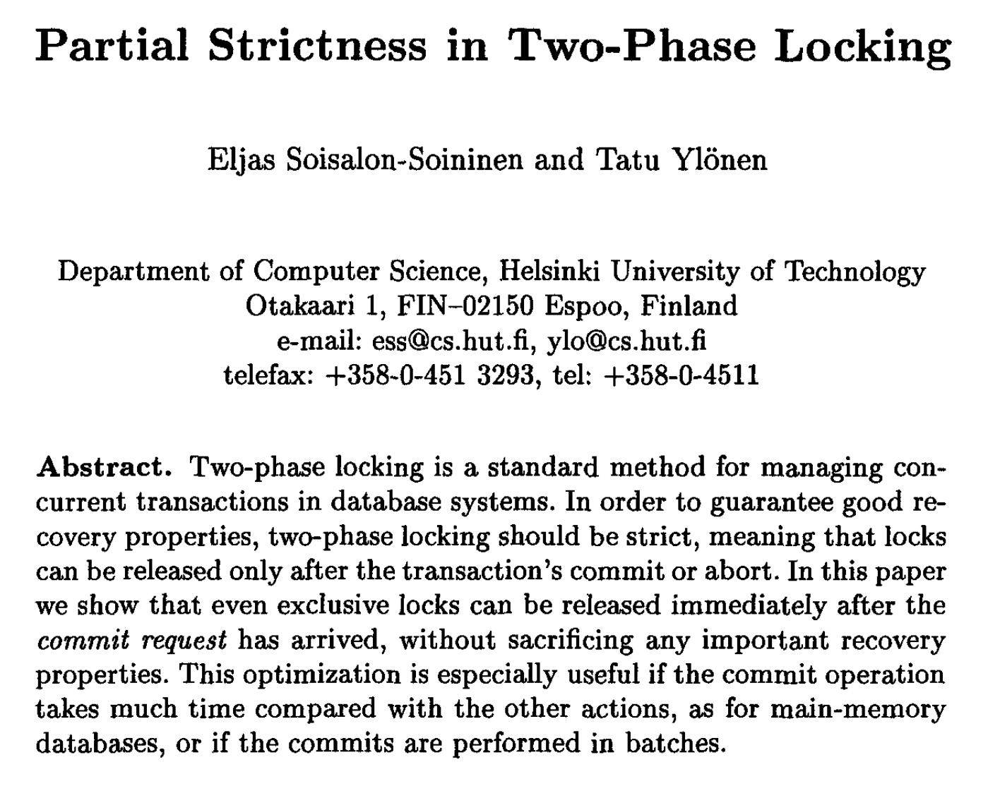 Partial Strictness in Two-Phase Locking
Eljas Soisalon-Soininen and Tatu Ylönen
Department of Computer Science, Helsinki University of Technology
Otakaari 1, FIN–02150 Espoo, Finland
e-mail: ess@cs.hut.fi, ylo@cs.hut.fi
telefax: +358-0-451 3293, tel: +358-0-4511
Abstract. Two-phase locking is a standard method for managing con-
current transactions in database systems. In order to guarantee good re-
covery properties, two-phase locking should be strict, meaning that locks
can be released only after the transaction's commit or abort. In this paper
we show that even exclusive locks can be released immediately after the
commit request has arrived, without sacrificing any important recovery
properties. This optimization is especially useful if the commit operation
takes much time compared with the other actions, as for main-memory
databases, or if the commits are performed in batches.